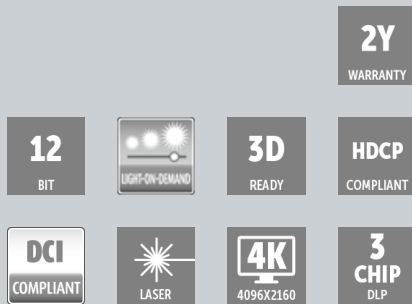 2Y
WARRANTY
12
BIT
LIGHT-ON-DEMAND
3D
READY
HDCP
COMPLIANT
DCI
COMPLIANT
LASER
4K
4096X2160
3
CHIP
DLP